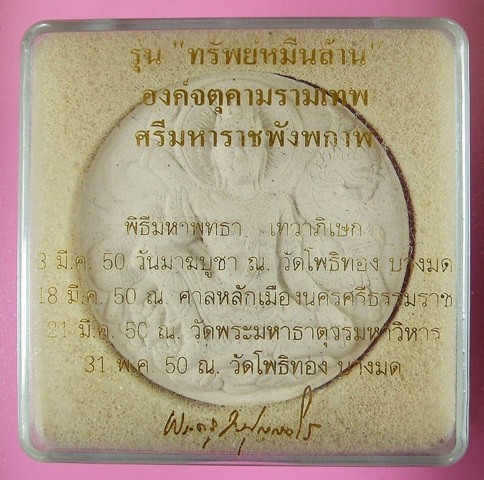 รุ่น "ทรัพย์หมื่นล้าน"
องค์จตุคามรามเทพ
ศรีมหาราชพังพกาฬ
พิธีมหาพุทธา เทวาภิเษก
3 มี.ค. 50 วันมาฆบูชา ณ. วัดโพธิทอง บางมด
18 มี.ค. 50 ณ. ศาลหลักเมืองนครศรีธรรมราช
21 มี.ค. 50 ณ. วัดพระมหาธาตุวรมหาวิหาร
31 พ.ค. 50 ณ. วัดโพธิทอง บางมด